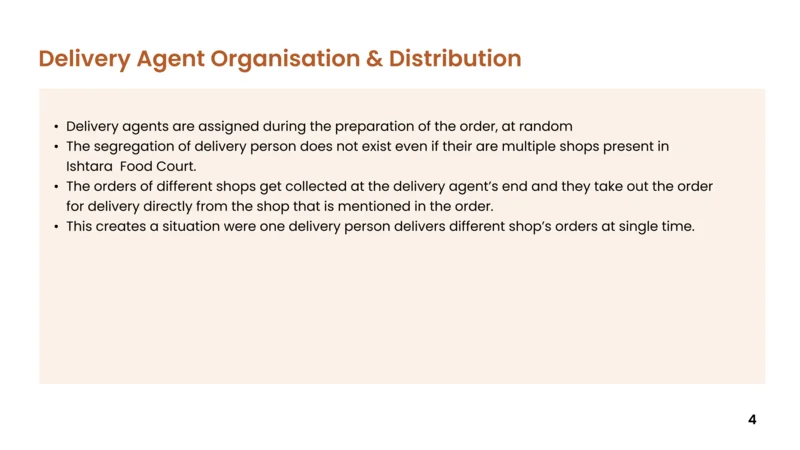 Delivery Agent Organisation & Distribution
• Delivery agents are assigned during the preparation of the order, at random
• The segregation of delivery person does not exist even if their are multiple shops present in
Ishtara  Food Court.
• The orders of different shops get collected at the delivery agent’s end and they take out the order
for delivery directly from the shop that is mentioned in the order.
• This creates a situation were one delivery person delivers different shop’s orders at single time.
4